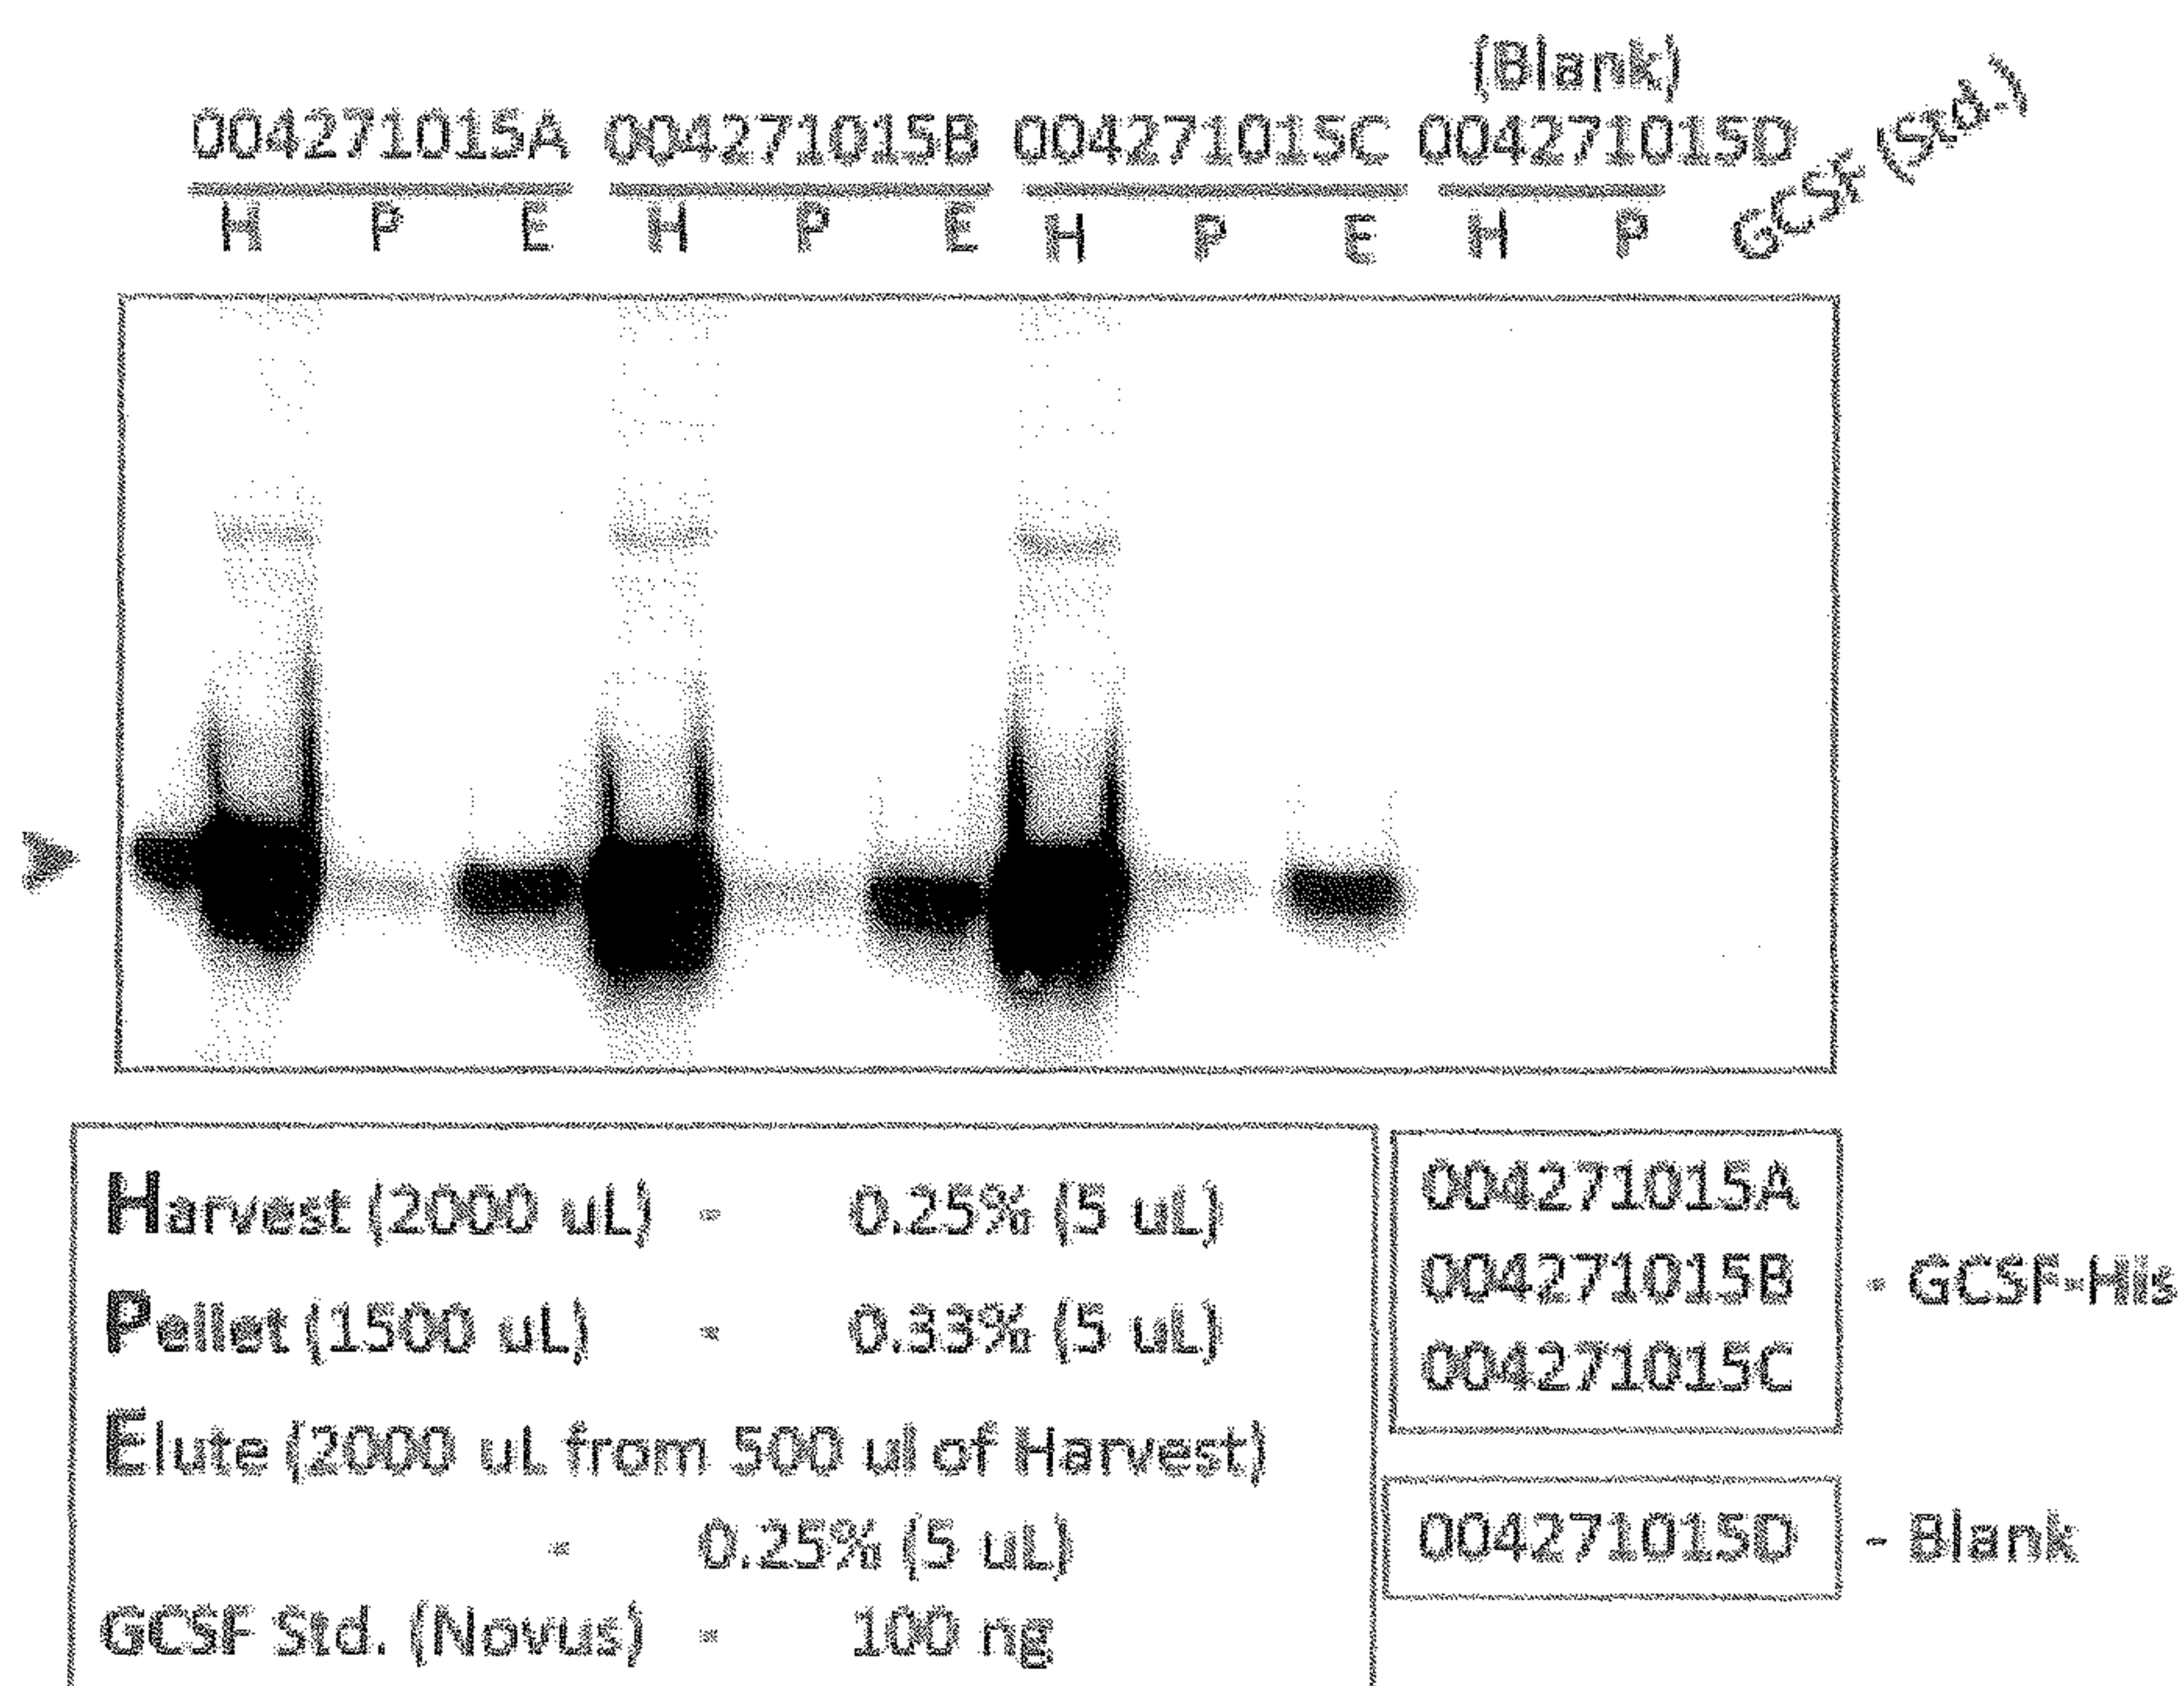 (Blank)
004271015A 004271015B 004271015C 004271015D GCSF (Std.)
H P E H P E H P E H P
Harvest (2000 uL) - 0.25% (5 uL)
Pellet (1500 uL) - 0.33% (5 uL)
Elute (2000 uL from 500 ul of Harvest)
- 0.25% (5 uL)
GCSF Std. (Novus) - 100 ng
004271015A
004271015B - GCSF-His
004271015C
004271015D - Blank